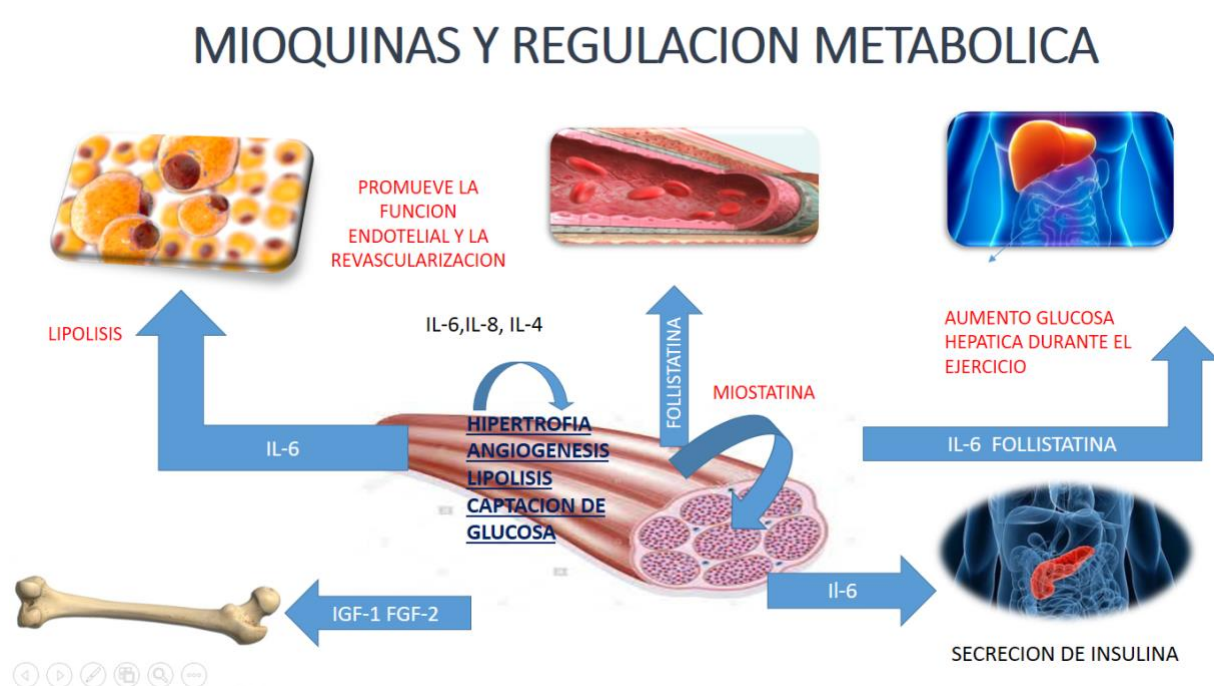 MIOQUINAS Y REGULACION METABOLICA
PROMUEVE LA
FUNCION
ENDOTELIAL Y LA
REVASCULARIZACION
LIPOLISIS
IL-6,IL-8, IL-4
FOLLISTATINA
MIOSTATINA
AUMENTO GLUCOSA
HEPATICA DURANTE EL
EJERCICIO
IL-6
HIPERTROFIA
ANGIOGENESIS
LIPOLISIS
CAPTACION DE
GLUCOSA
IL-6 FOLLISTATINA
IGF-1 FGF-2
Il-6
SECRECION DE INSULINA